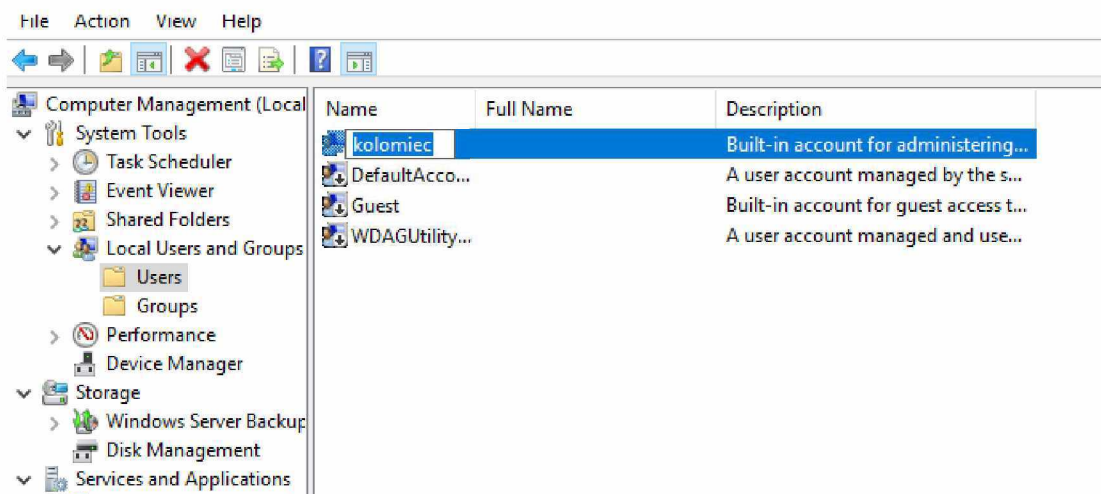 File Action View Help
Computer Management (Local
System Tools
Task Scheduler
Event Viewer
Shared Folders
Local Users and Groups
Users
Groups
Performance
Device Manager
Storage
Windows Server Backup
Disk Management
Services and Applications
Name Full Name Description
kolomiec Built-in account for administering...
DefaultAcco... A user account managed by the s...
Guest Built-in account for guest access t...
WDAGUtility... A user account managed and use...